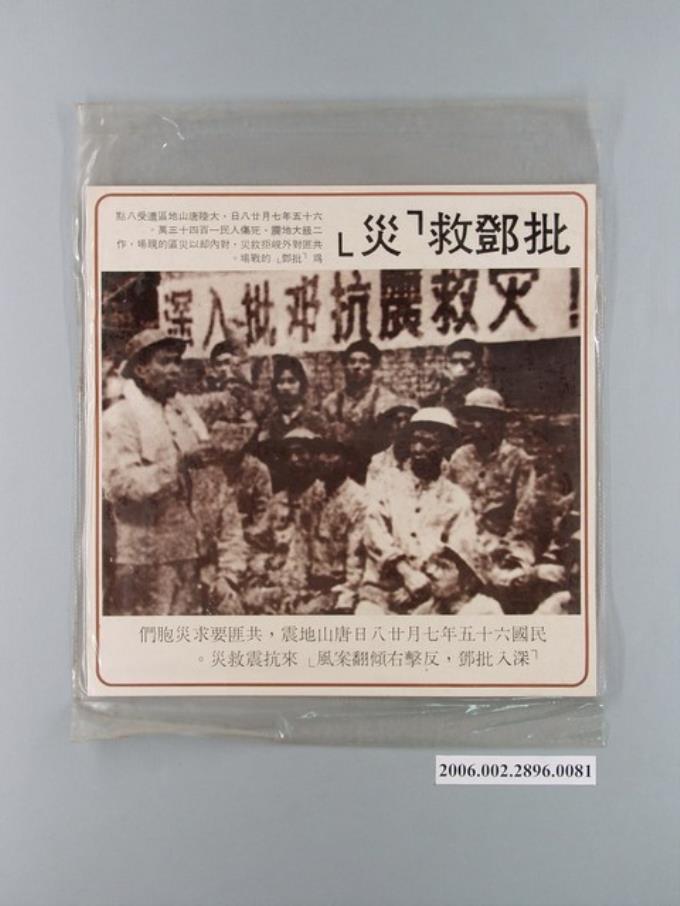 批鄧救「災」
六十五年七月廿八日，大陸唐山地區遭受八點
二級大地震，死傷人民一百四十三萬。
共匪對外峻拒救災，對內却以災區的現場，作
為「批鄧」的戰場。
深入批邓抗震救灾！
民國六十五年七月廿八日唐山地震，共匪要求災胞們
「深入批鄧，反擊右傾翻案風」來抗震救災。
2006.002.2896.0081